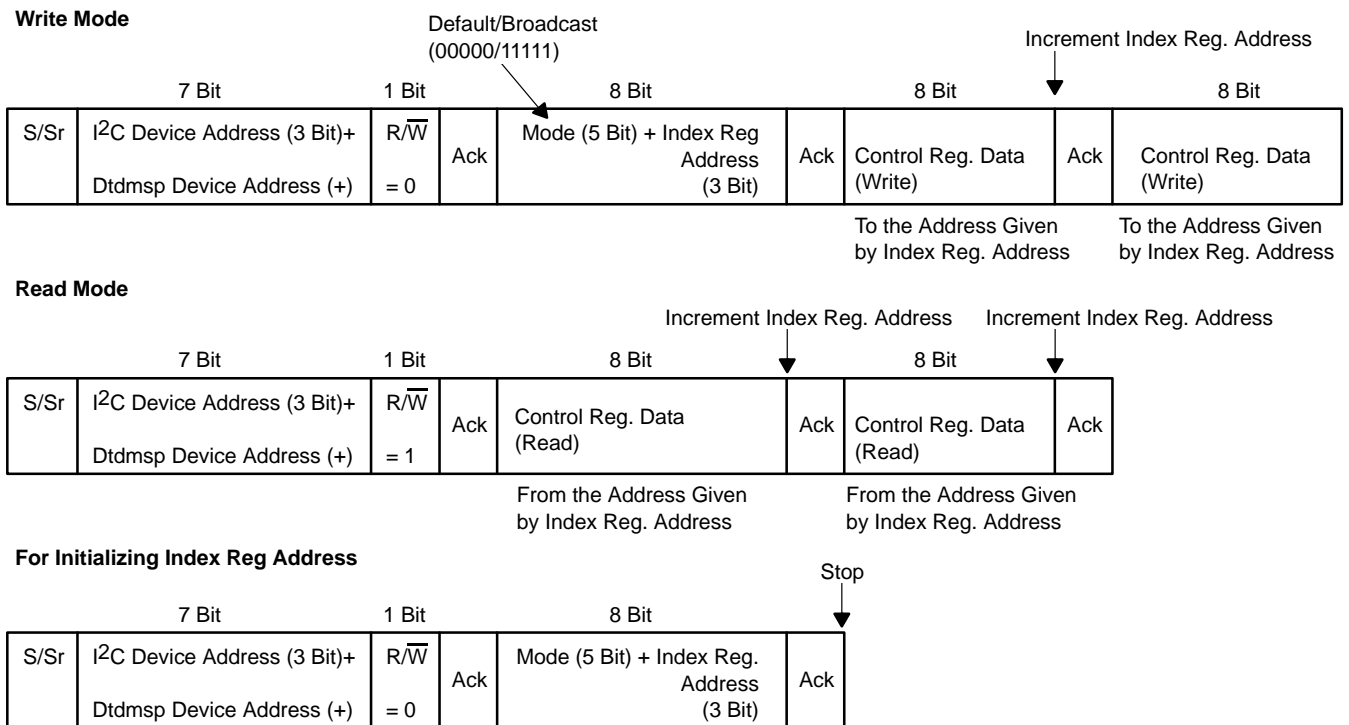 Write Mode
Default/Broadcast
(00000/11111)
Increment Index Reg. Address
7 Bit 1 Bit 8 Bit 8 Bit 8 Bit
S/Sr
I2C Device Address (3 Bit)+
Dtdmsp Device Address (+)
R/W
= 0
Ack
Mode (5 Bit) + Index Reg
Address
(3 Bit)
Ack
Control Reg. Data
(Write)
Ack
Control Reg. Data
(Write)
To the Address Given
by Index Reg. Address
To the Address Given
by Index Reg. Address
Read Mode
Increment Index Reg. Address
Increment Index Reg. Address
7 Bit 1 Bit 8 Bit 8 Bit
S/Sr
I2C Device Address (3 Bit)+
Dtdmsp Device Address (+)
R/W
= 1
Ack
Control Reg. Data
(Read)
Ack
Control Reg. Data
(Read)
Ack
From the Address Given
by Index Reg. Address
From the Address Given
by Index Reg. Address
For Initializing Index Reg Address
Stop
7 Bit 1 Bit 8 Bit
S/Sr
I2C Device Address (3 Bit)+
Dtdmsp Device Address (+)
R/W
= 0
Ack
Mode (5 Bit) + Index Reg.
Address
(3 Bit)
Ack